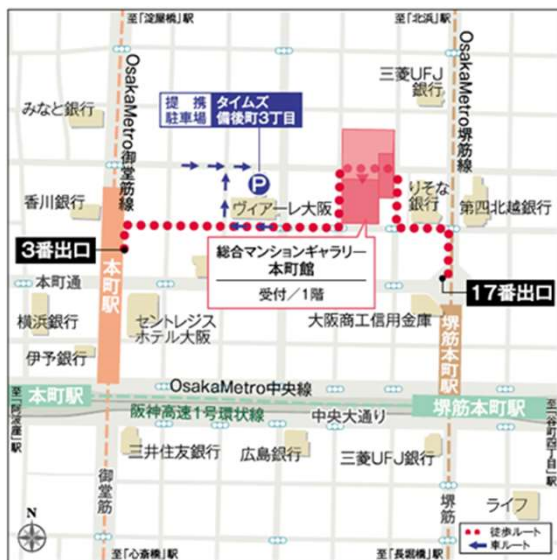 至「淀屋橋」駅
至「北浜」駅
OsakaMetro御堂筋線
OsakaMetro堺筋線
三菱UFJ
銀行
みなと銀行
提携
駐車場
タイムズ
備後町3丁目
P
香川銀行
ヴィアーレ大阪
りそな
銀行
第四北越銀行
3番出口
総合マンションギャラリー
本町館
受付/1階
17番出口
本町通
本町駅
横浜銀行
セントレジス
ホテル大阪
大阪商工信用金庫
堺筋本町駅
伊予銀行
OsakaMetro中央線
本町駅
阪神高速1号環状線
中央大通り
堺筋本町駅
至「阿波座」駅
至「谷町四丁目」駅
三井住友銀行
広島銀行
三菱UFJ銀行
御堂筋
堺筋
ライフ
N
徒歩ルート
車ルート
至「心斎橋」駅
至「長堀橋」駅